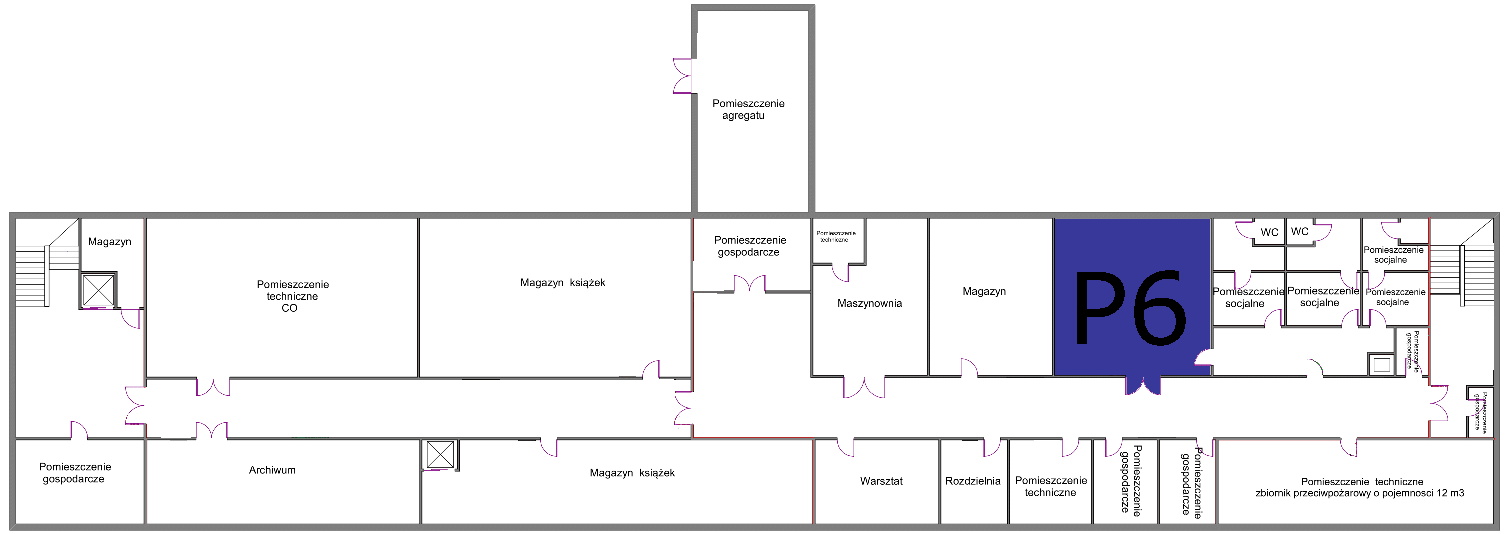 Pomieszczenie
agregatu
Magazyn
Pomieszczenie
techniczne
CO
Magazyn książek
Pomieszczenie
gospodarcze
Pomieszczenie
techniczne
Maszynownia
Magazyn
P6
WC
WC
Pomieszczenie
socjalne
Pomieszczenie
socjalne
Pomieszczenie
socjalne
Pomieszczenie
socjalne
Pomieszczenie
gospodarcze
Pomieszczenie
gospodarcze
Pomieszczenie
gospodarcze
Archiwum
Magazyn książek
Warsztat
Rozdzielnia
Pomieszczenie
techniczne
Pomieszczenie
gospodarcze
Pomieszczenie
gospodarcze
Pomieszczenie techniczne
zbiornik przeciwpożarowy o pojemnosci 12 m3